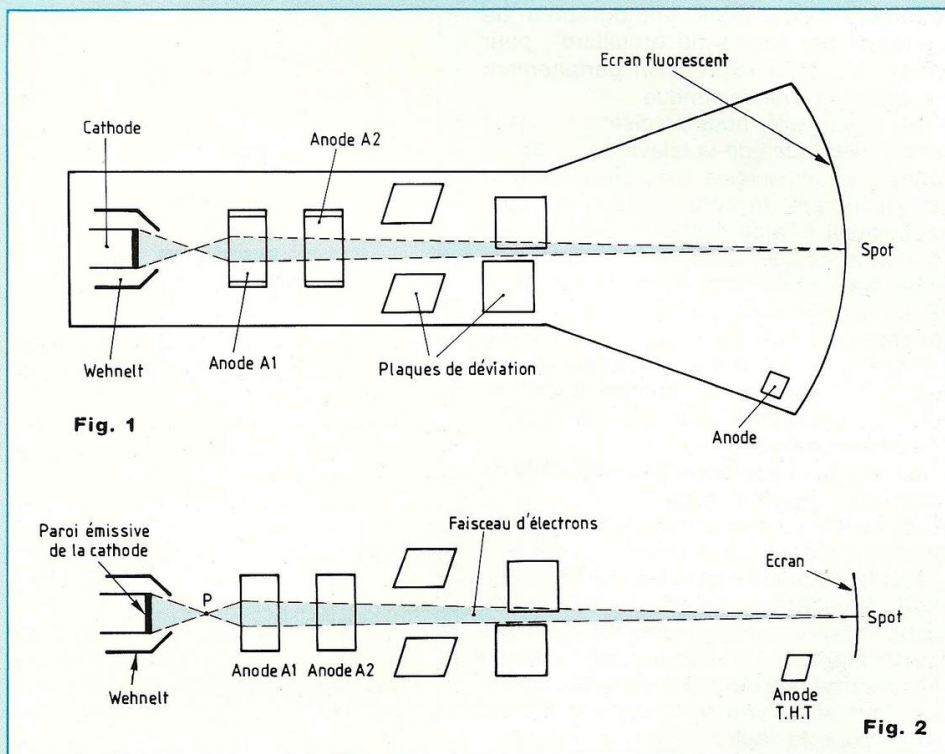 Ecran fluorescent
Cathode
Anode A2
Spot
Wehnelt
Anode A1
Plaques de déviation
Anode
Fig. 1
Paroi émissive
de la cathode
Faisceau d'électrons
Ecran
P
Spot
Anode A1
Anode A2
Wehnelt
Anode
T.H.T
Fig. 2